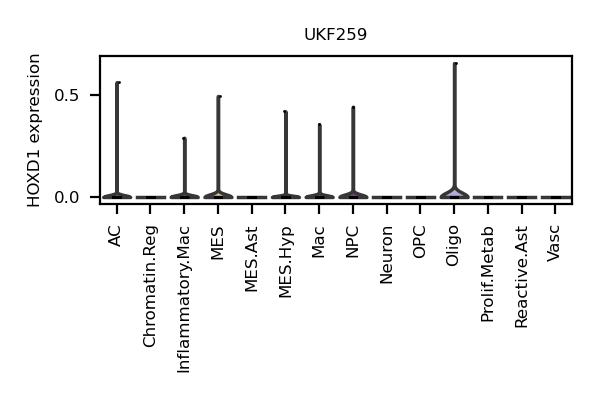 UKF259
HOXD1 expression
0.5
0.0
AC
Chromatin.Reg
Inflammatory.Mac
MES
MES.Ast
MES.Hyp
Mac
NPC
Neuron
OPC
Oligo
Prolif.Metab
Reactive.Ast
Vasc